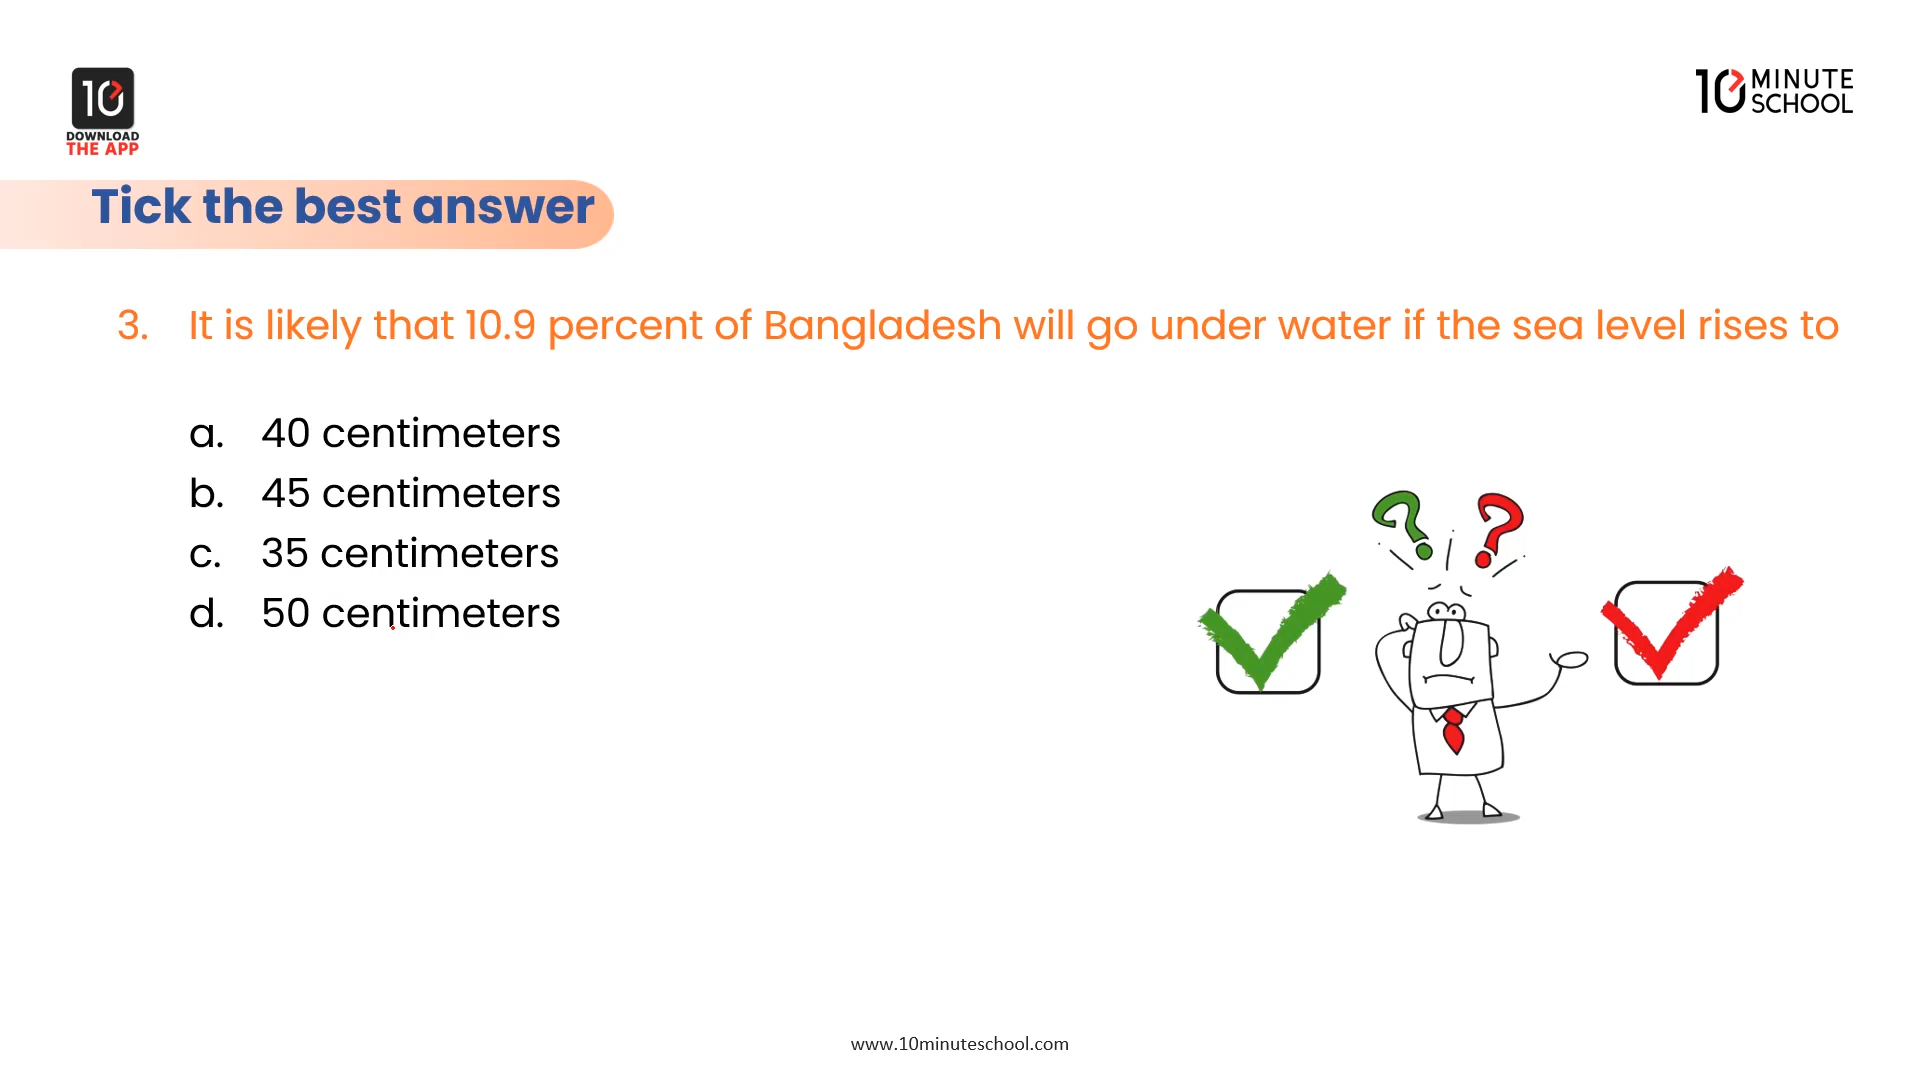 10
DOWNLOAD
THE APP
10 MINUTE
SCHOOL
Tick the best answer
3. It is likely that 10.9 percent of Bangladesh will go under water if the sea level rises to
a. 40 centimeters
b. 45 centimeters
c. 35 centimeters
d. 50 centimeters
? ?
www.10minuteschool.com